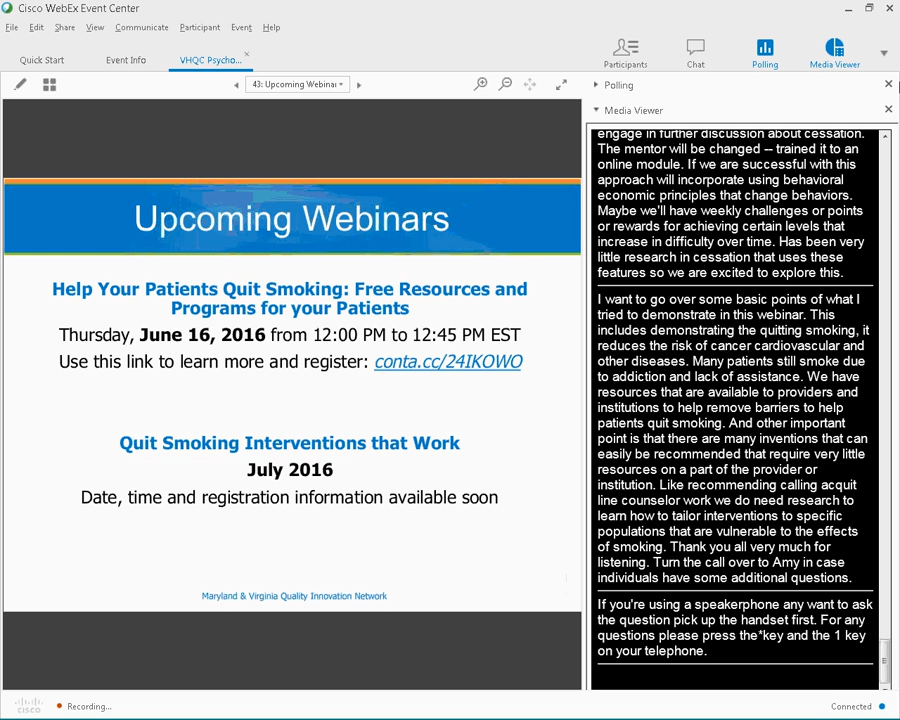 Cisco WebEx Event Center
File Edit Share View Communicate Participant Event Help
Quick Start Event Info VHQC Psycho...
Participants Chat Polling Media Viewer
43: Upcoming Webinar
Polling
Media Viewer
Upcoming Webinars
Help Your Patients Quit Smoking: Free Resources and
Programs for your Patients
Thursday, June 16, 2016 from 12:00 PM to 12:45 PM EST
Use this link to learn more and register: conta.cc/24IKOWO
Quit Smoking Interventions that Work
July 2016
Date, time and registration information available soon
Maryland & Virginia Quality Innovation Network
engage in further discussion about cessation.
The mentor will be changed -- trained it to an
online module. If we are successful with this
approach will incorporate using behavioral
economic principles that change behaviors.
Maybe we'll have weekly challenges or points
or rewards for achieving certain levels that
increase in difficulty over time. Has been very
little research in cessation that uses these
features so we are excited to explore this.
I want to go over some basic points of what I
tried to demonstrate in this webinar. This
includes demonstrating the quitting smoking, it
reduces the risk of cancer cardiovascular and
other diseases. Many patients still smoke due
to addiction and lack of assistance. We have
resources that are available to providers and
institutions to help remove barriers to help
patients quit smoking. And other important
point is that there are many inventions that can
easily be recommended that require very little
resources on a part of the provider or
institution. Like recommending calling acquit
line counselor work we do need research to
learn how to tailor interventions to specific
populations that are vulnerable to the effects
of smoking. Thank you all very much for
listening. Turn the call over to Amy in case
individuals have some additional questions.
If you're using a speakerphone any want to ask
the question pick up the handset first. For any
questions please press the*key and the 1 key
on your telephone.
CISCO
Recording...
Connected